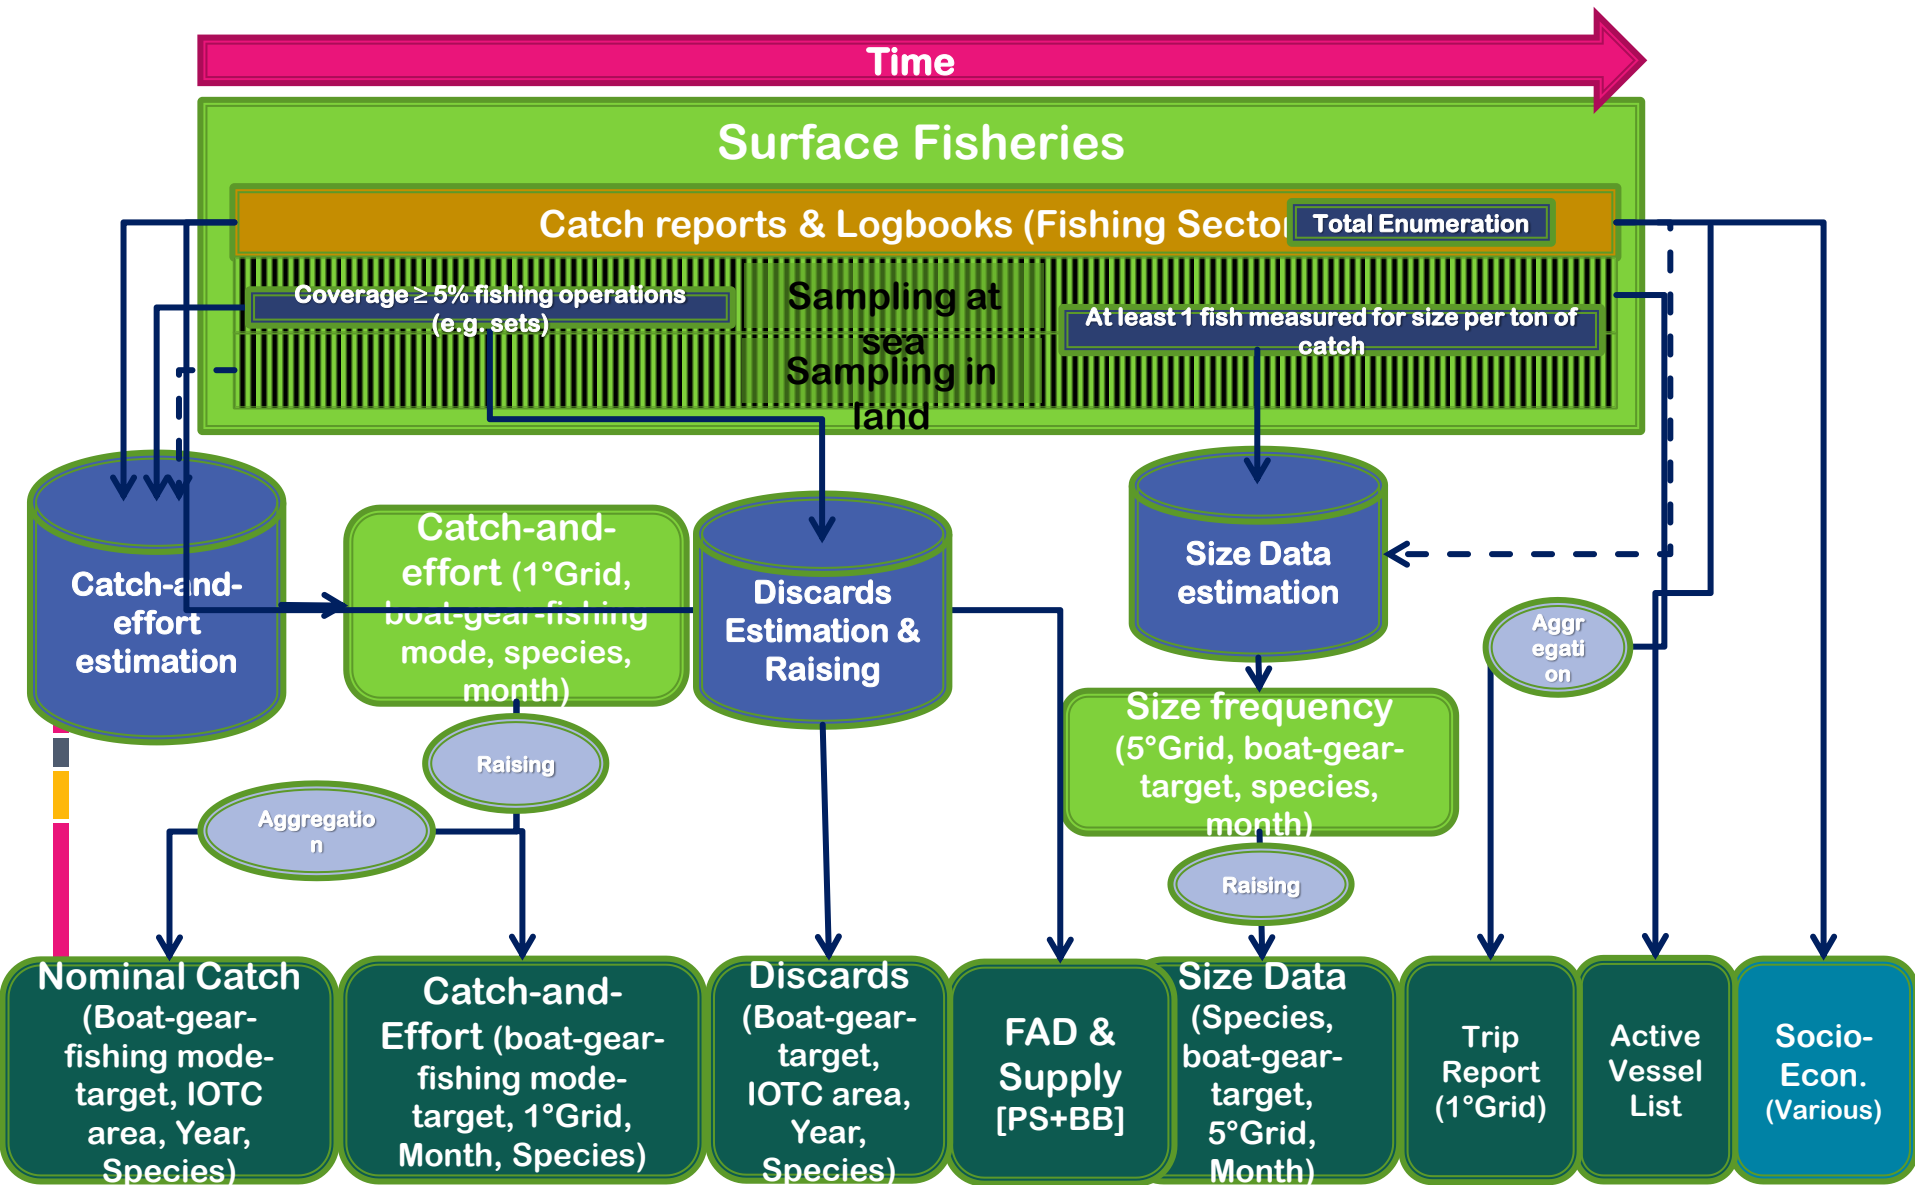 Time
Surface Fisheries
Catch reports & Logbooks (Fishing Sector
Total Enumeration
Coverage ≥ 5% fishing operations
(e.g. sets)
Sampling at
sea
At least 1 fish measured for size per ton of
catch
Sampling in
land
Catch-and-
effort
estimation
Catch-and-
effort (1°Grid,
boat-gear-fishing
mode, species,
month)
Discards
Estimation &
Raising
Size Data
estimation
Aggr
egati
on
Size frequency
(5°Grid, boat-gear-
target, species,
month)
Raising
Aggregatio
n
Raising
Nominal Catch
(Boat-gear-
fishing mode-
target, IOTC
area, Year,
Species)
Catch-and-
Effort (boat-gear-
fishing mode-
target, 1°Grid,
Month, Species)
Discards
(Boat-gear-
target,
IOTC area,
Year,
Species)
FAD &
Supply
[PS+BB]
Size Data
(Species,
boat-gear-
target,
5°Grid,
Month)
Trip
Report
(1°Grid)
Active
Vessel
List
Socio-
Econ.
(Various)